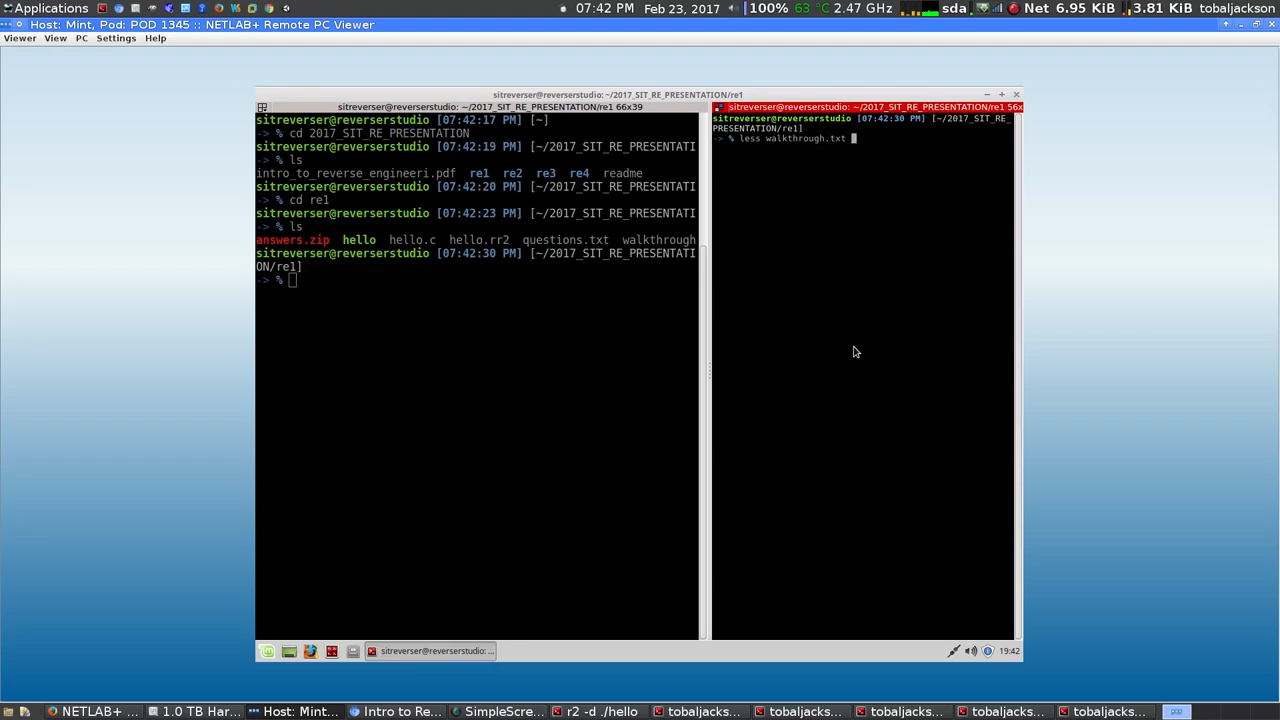 Applications 07:42 PM Feb 23, 2017 100% 63 °C 2.47 GHz sda Net 6.95 KiB 3.81 KiB tobaljackson
Host: Mint, Pod: POD 1345 :: NETLAB+ Remote PC Viewer
Viewer View PC Settings Help
sitreverser@reverserstudio: ~/2017_SIT_RE_PRESENTATION/re1
sitreverser@reverserstudio: ~/2017_SIT_RE_PRESENTATION/re1 66x39
sitreverser@reverserstudio [07:42:17 PM] [~]
-> % cd 2017_SIT_RE_PRESENTATION
sitreverser@reverserstudio [07:42:19 PM] [~/2017_SIT_RE_PRESENTATI
-> % ls
intro_to_reverse_engineeri.pdf re1 re2 re3 re4 readme
sitreverser@reverserstudio [07:42:20 PM] [~/2017_SIT_RE_PRESENTATI
-> % cd re1
sitreverser@reverserstudio [07:42:23 PM] [~/2017_SIT_RE_PRESENTATI
-> % ls
answers.zip hello hello.c hello.rr2 questions.txt walkthrough
sitreverser@reverserstudio [07:42:30 PM] [~/2017_SIT_RE_PRESENTATI
ON/re1]
-> %
sitreverser@reverserstudio: ~/2017_SIT_RE_PRESENTATION/re1 56x
sitreverser@reverserstudio [07:42:30 PM] [~/2017_SIT_RE_
PRESENTATION/re1]
-> % less walkthrough.txt
sitreverser@reverserstudio: ... 19:42
NETLAB+ ... 1.0 TB Har... Host: Mint... Intro to Re... SimpleScre... r2 -d ./hello tobaljacks... tobaljacks... tobaljacks... tobaljacks... tobaljacks...